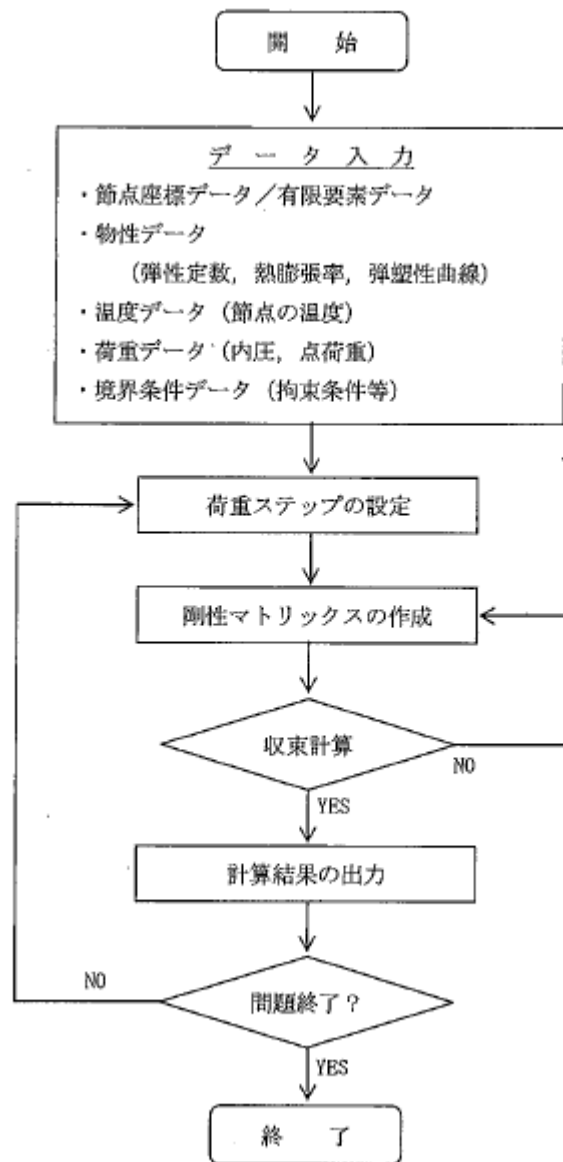 開 始
データ入力
・節点座標データ／有限要素データ
・物性データ
（弾性定数，熱膨張率，弾塑性曲線）
・温度データ（節点の温度）
・荷重データ（内圧，点荷重）
・境界条件データ（拘束条件等）
荷重ステップの設定
剛性マトリックスの作成
収束計算
NO
YES
計算結果の出力
NO
問題終了？
YES
終 了